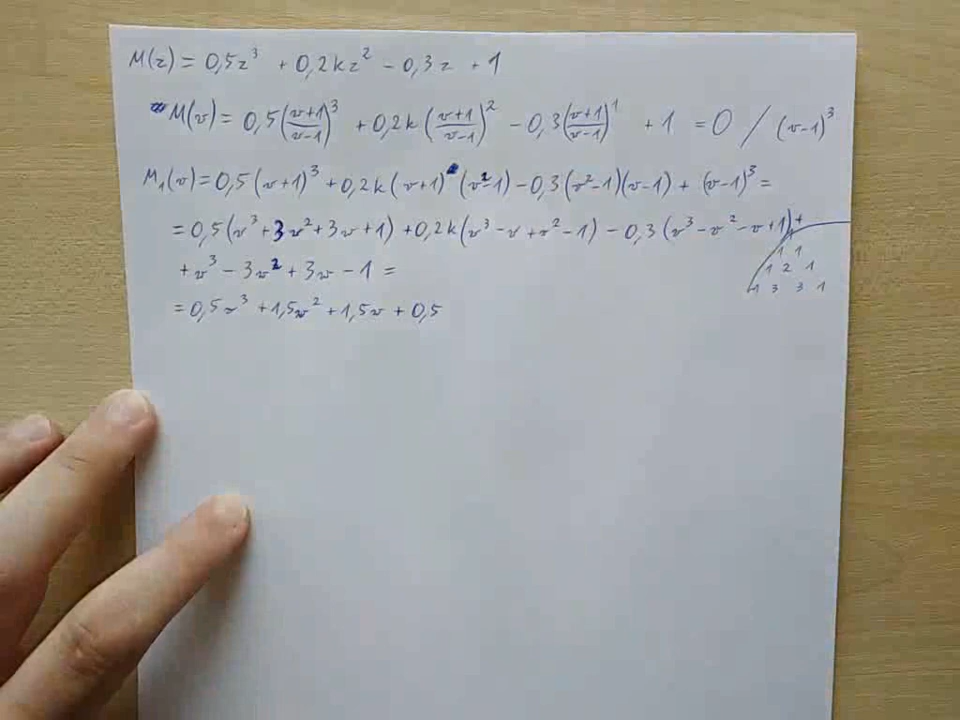 M(z) = 0,5z³ + 0,2kz² - 0,3z + 1
M(v) = 0,5(v+1/v-1)³ + 0,2k(v+1/v-1)² - 0,3(v+1/v-1)¹ + 1 = 0 / (v-1)³
M₁(v) = 0,5(v+1)³ + 0,2k(v+1) (v²-1) - 0,3(v²-1)(v-1) + (v-1)³ =
= 0,5(v³ + 3v² + 3v + 1) + 0,2k(v³ - v + v² - 1) - 0,3(v³ - v² - v + 1) +
1
1 1
1 2 1
1 3 3 1
+ v³ - 3v² + 3v - 1 =
= 0,5v³ + 1,5v² + 1,5v + 0,5